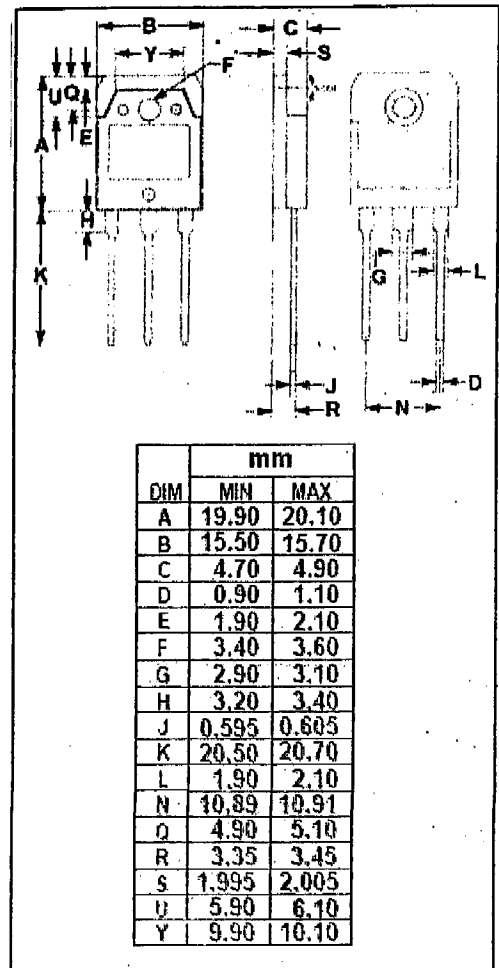 B
C
Y
S
F
U
Q
E
A
H
K
G
L
J
D
R
N
mm
DIM MIN MAX
A 19.90 20.10
B 15.50 15.70
C 4.70 4.90
D 0.90 1.10
E 1.90 2.10
F 3.40 3.60
G 2.90 3.10
H 3.20 3.40
J 0.595 0.605
K 20.50 20.70
L 1.90 2.10
N 10.89 10.91
Q 4.90 5.10
R 3.35 3.45
S 1.995 2.005
U 5.90 6.10
Y 9.90 10.10